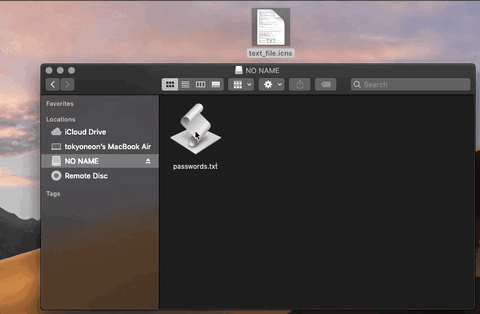 text_file.icns
NO NAME
Search
Favorites
Locations
iCloud Drive
tokyoneon's MacBook Air
NO NAME
Remote Disc
Tags
passwords.txt